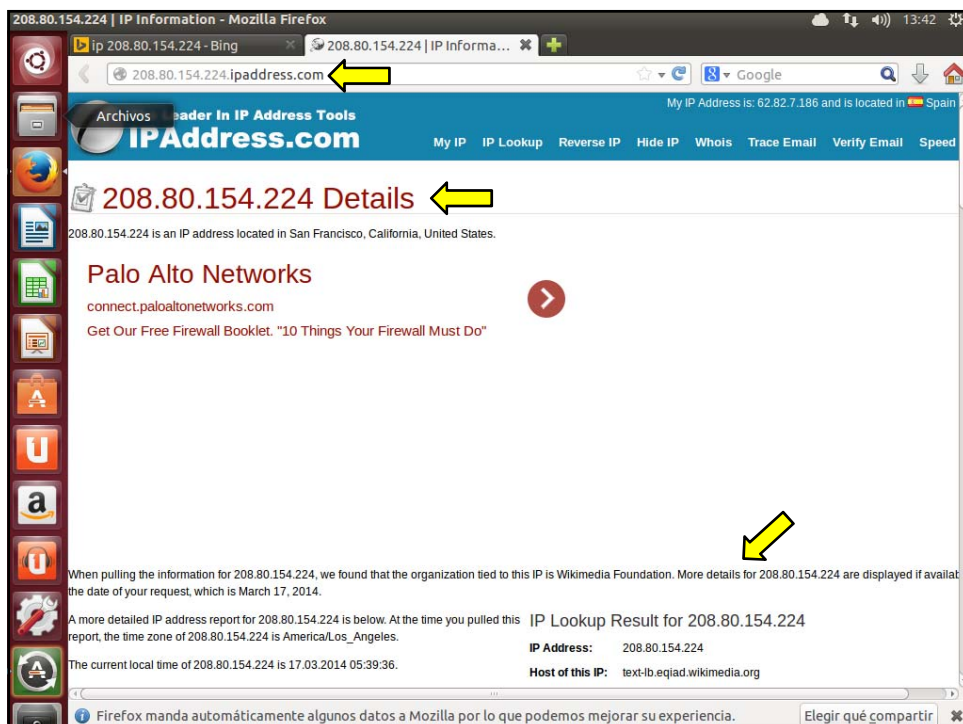 208.80.154.224 | IP Information - Mozilla Firefox
13:42
ip 208.80.154.224 - Bing
208.80.154.224 | IP Informa...
208.80.154.224.ipaddress.com
Google
My IP Address is: 62.82.7.186 and is located in Spain
Archivos
eader In IP Address Tools
IPAddress.com
My IP IP Lookup Reverse IP Hide IP Whois Trace Email Verify Email Speed
208.80.154.224 Details
208.80.154.224 is an IP address located in San Francisco, California, United States.
Palo Alto Networks
connect.paloaltonetworks.com
Get Our Free Firewall Booklet. "10 Things Your Firewall Must Do"
When pulling the information for 208.80.154.224, we found that the organization tied to this IP is Wikimedia Foundation. More details for 208.80.154.224 are displayed if availab
the date of your request, which is March 17, 2014.
A more detailed IP address report for 208.80.154.224 is below. At the time you pulled this
report, the time zone of 208.80.154.224 is America/Los_Angeles.
The current local time of 208.80.154.224 is 17.03.2014 05:39:36.
IP Lookup Result for 208.80.154.224
IP Address: 208.80.154.224
Host of this IP: text-lb.eqiad.wikimedia.org
Firefox manda automáticamente algunos datos a Mozilla por lo que podemos mejorar su experiencia.
Elegir qué compartir